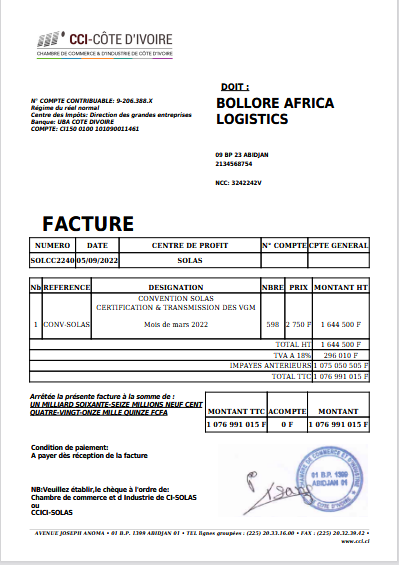 CCI-CÔTE D'IVOIRE
CHAMBRE DE COMMERCE & D'INDUSTRIE DE CÔTE D'IVOIRE
DOIT :
BOLLORE AFRICA
LOGISTICS
N° COMPTE CONTRIBUABLE: 9-206.388.X
Régime du réel normal
Centre des Impôts: Direction des grandes entreprises
Banque: UBA COTE DIVOIRE
COMPTE: CI150 0100 101090011461
09 BP 23 ABIDJAN
2134568754
NCC: 3242242V
FACTURE
NUMERO DATE CENTRE DE PROFIT N° COMPTE CPTE GENERAL
SOLCC2240 05/09/2022 SOLAS
Nb REFERENCE DESIGNATION NBRE PRIX MONTANT HT
CONVENTION SOLAS
CERTIFICATION & TRANSMISSION DES VGM
1 CONV-SOLAS Mois de mars 2022 598 2 750 F 1 644 500 F
TOTAL HT 1 644 500 F
TVA A 18% 296 010 F
IMPAYES ANTERIEURS 1 075 050 505 F
TOTAL TTC 1 076 991 015 F
Arrêtée la présente facture à la somme de :
UN MILLIARD SOIXANTE-SEIZE MILLIONS NEUF CENT
QUATRE-VINGT-ONZE MILLE QUINZE FCFA
MONTANT TTC ACOMPTE MONTANT
1 076 991 015 F 0 F 1 076 991 015 F
Condition de paiement:
A payer dès réception de la facture
01 B.P. 1399
ABIDJAN 01
NB:Veuillez établir,le chèque à l'ordre de:
Chambre de commerce et d Industrie de CI-SOLAS
ou
CCICI-SOLAS
AVENUE JOSEPH ANOMA • 01 B.P. 1399 ABIDJAN 01 • TEL lignes groupées : (225) 20.33.16.00 • FAX : (225) 20.32.39.42 •
www.cci.ci